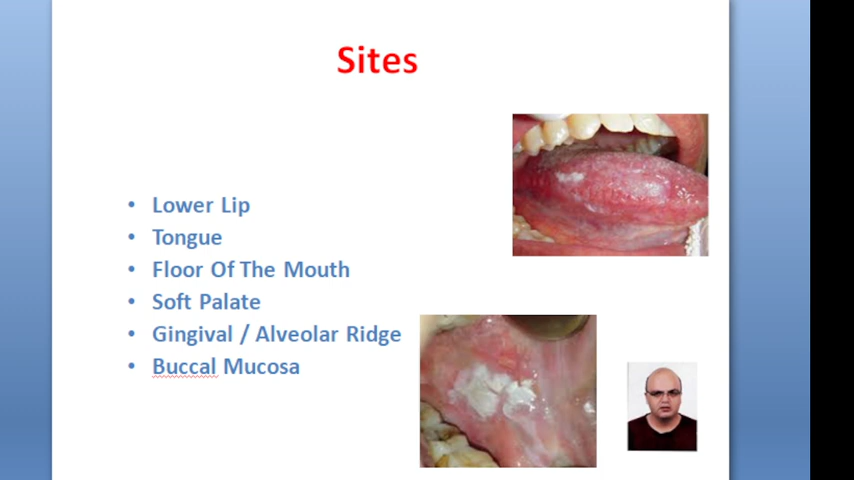 Sites
• Lower Lip
• Tongue
• Floor Of The Mouth
• Soft Palate
• Gingival / Alveolar Ridge
• Buccal Mucosa